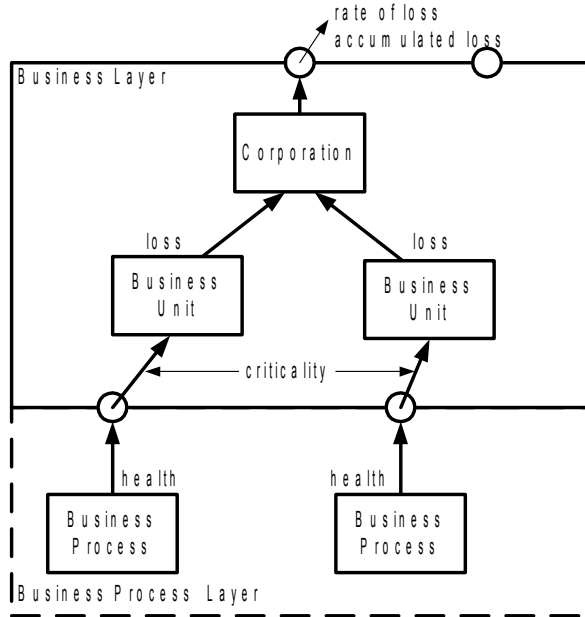 rate of loss
accumulated loss
Business Layer
Corporation
loss
loss
Business
Unit
Business
Unit
criticality
health
health
Business
Process
Business
Process
Business Process Layer